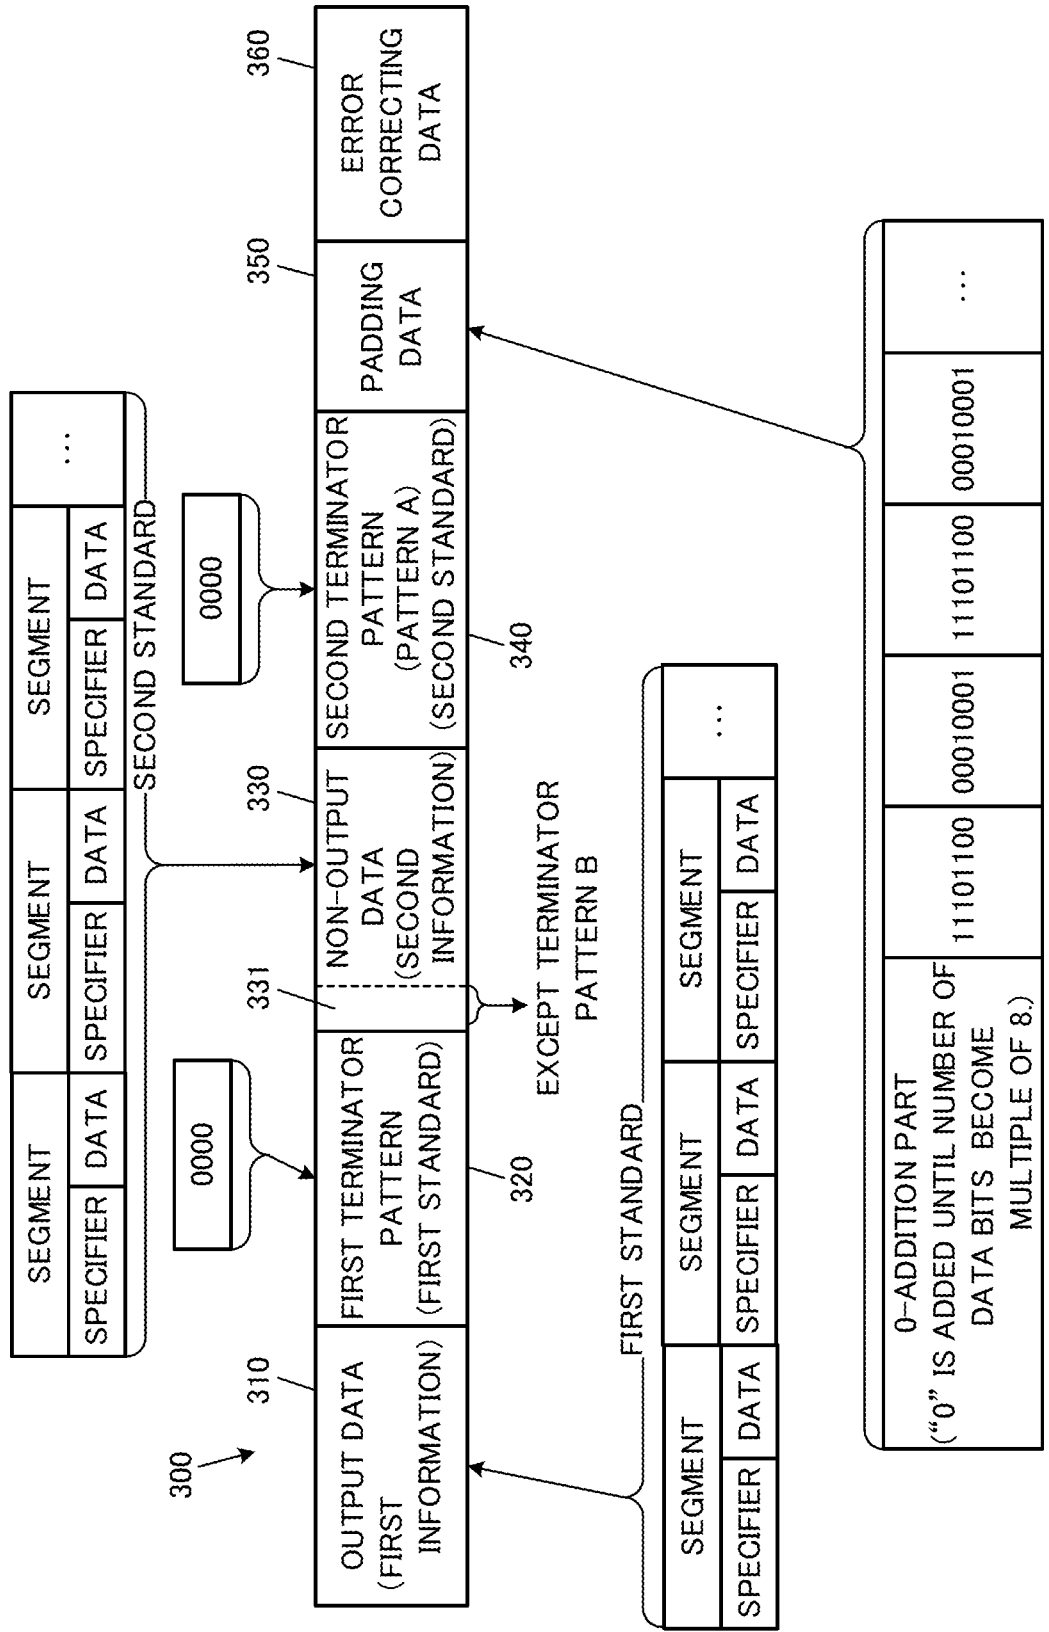 SEGMENT
SEGMENT
SEGMENT
...
SPECIFIER
DATA
SPECIFIER
DATA
SPECIFIER
DATA
SECOND STANDARD
0000
0000
300
310
331
330
350
360
OUTPUT DATA
(FIRST
INFORMATION)
FIRST TERMINATOR
PATTERN
(FIRST STANDARD)
NON-OUTPUT
DATA
(SECOND
INFORMATION)
SECOND TERMINATOR
PATTERN
(PATTERN A)
(SECOND STANDARD)
PADDING
DATA
ERROR
CORRECTING
DATA
320
340
EXCEPT TERMINATOR
PATTERN B
FIRST STANDARD
SEGMENT
SEGMENT
SEGMENT
...
SPECIFIER
DATA
SPECIFIER
DATA
SPECIFIER
DATA
0-ADDITION PART
(“0” IS ADDED UNTIL NUMBER OF
DATA BITS BECOME
MULTIPLE OF 8.)
11101100
00010001
11101100
00010001
...